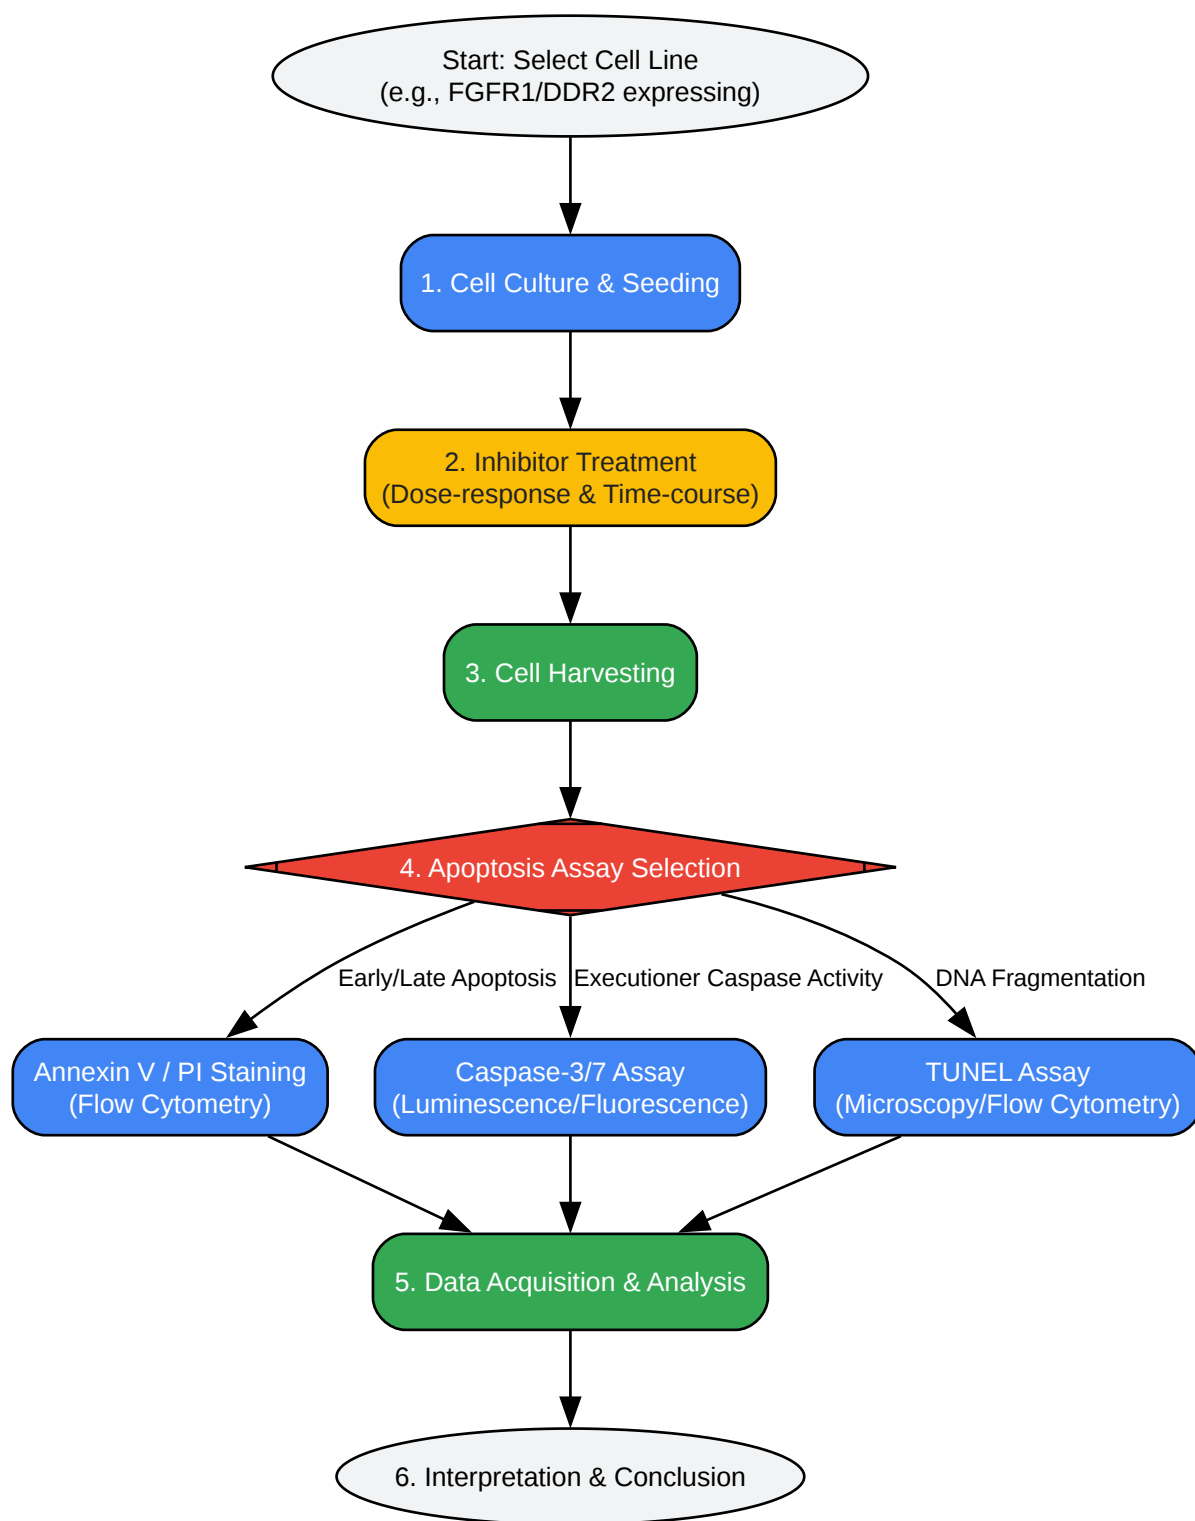 Start: Select Cell Line
(e.g., FGFR1/DDR2 expressing)
1. Cell Culture & Seeding
2. Inhibitor Treatment
(Dose-response & Time-course)
3. Cell Harvesting
4. Apoptosis Assay Selection
Early/Late Apoptosis
Executioner Caspase Activity
DNA Fragmentation
Annexin V / PI Staining
(Flow Cytometry)
Caspase-3/7 Assay
(Luminescence/Fluorescence)
TUNEL Assay
(Microscopy/Flow Cytometry)
5. Data Acquisition & Analysis
6. Interpretation & Conclusion